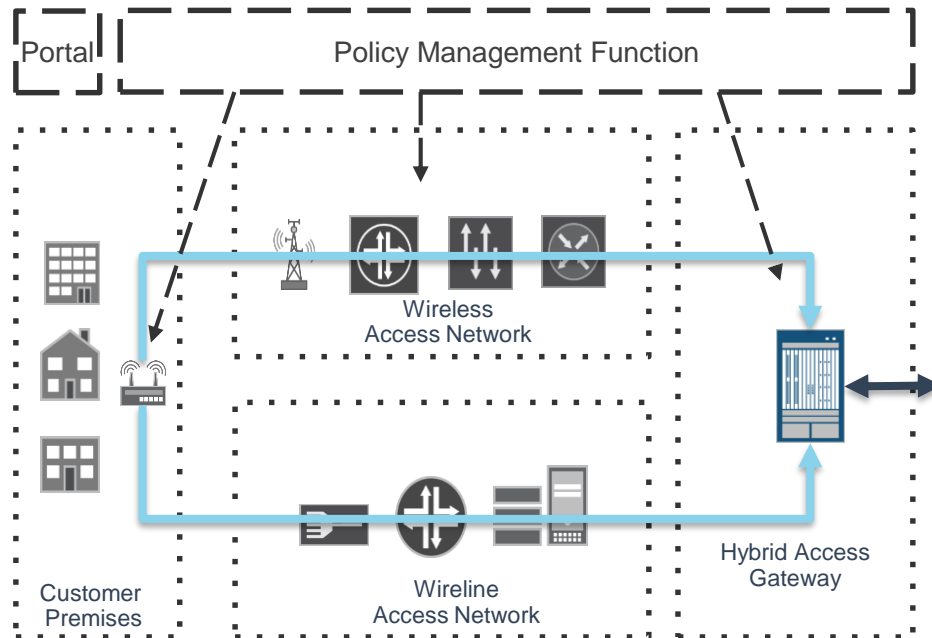 Portal
Policy Management Function
Wireless
Access Network
Hybrid Access
Gateway
Customer
Premises
Wireline
Access Network